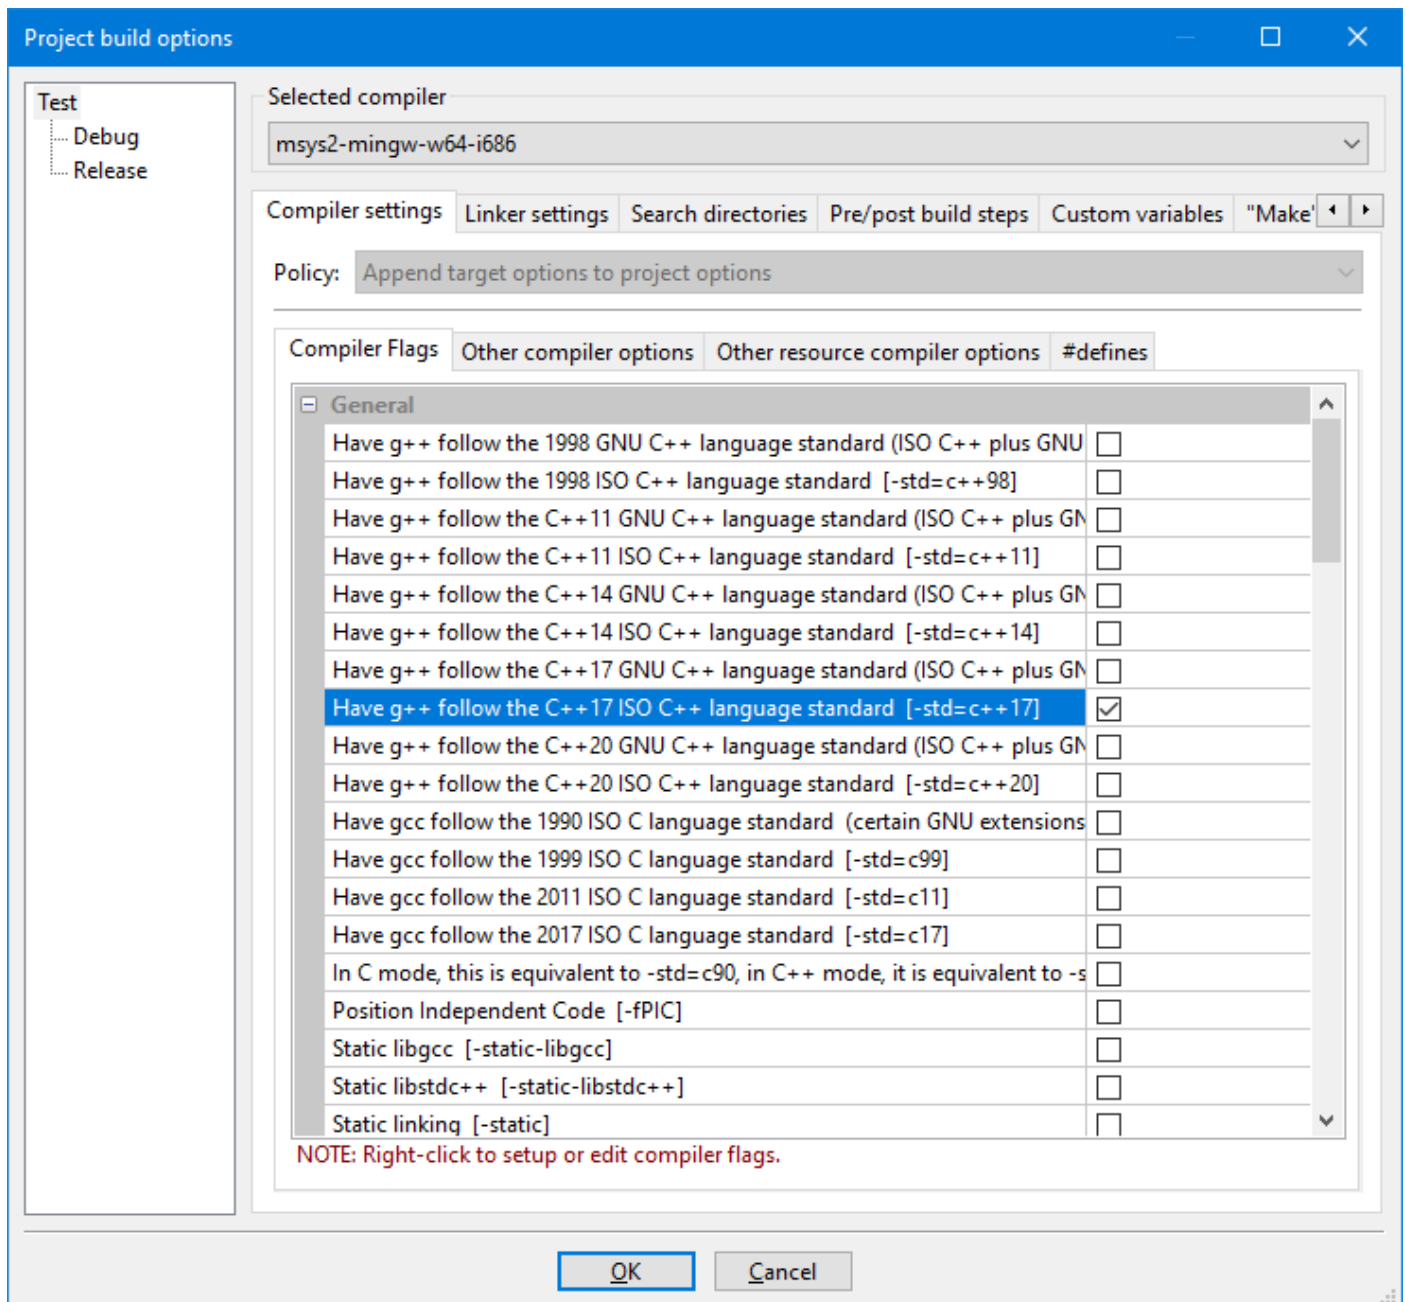 Project build options
Test
Debug
Release
Selected compiler
msys2-mingw-w64-i686
Compiler settings Linker settings Search directories Pre/post build steps Custom variables "Make"
Policy: Append target options to project options
Compiler Flags Other compiler options Other resource compiler options #defines
General
Have g++ follow the 1998 GNU C++ language standard (ISO C++ plus GNU
Have g++ follow the 1998 ISO C++ language standard [-std=c++98]
Have g++ follow the C++11 GNU C++ language standard (ISO C++ plus GN
Have g++ follow the C++11 ISO C++ language standard [-std=c++11]
Have g++ follow the C++14 GNU C++ language standard (ISO C++ plus GN
Have g++ follow the C++14 ISO C++ language standard [-std=c++14]
Have g++ follow the C++17 GNU C++ language standard (ISO C++ plus GN
Have g++ follow the C++17 ISO C++ language standard [-std=c++17]
Have g++ follow the C++20 GNU C++ language standard (ISO C++ plus GN
Have g++ follow the C++20 ISO C++ language standard [-std=c++20]
Have gcc follow the 1990 ISO C language standard (certain GNU extensions
Have gcc follow the 1999 ISO C language standard [-std=c99]
Have gcc follow the 2011 ISO C language standard [-std=c11]
Have gcc follow the 2017 ISO C language standard [-std=c17]
In C mode, this is equivalent to -std=c90, in C++ mode, it is equivalent to -s
Position Independent Code [-fPIC]
Static libgcc [-static-libgcc]
Static libstdc++ [-static-libstdc++]
Static linking [-static]
NOTE: Right-click to setup or edit compiler flags.
OK Cancel